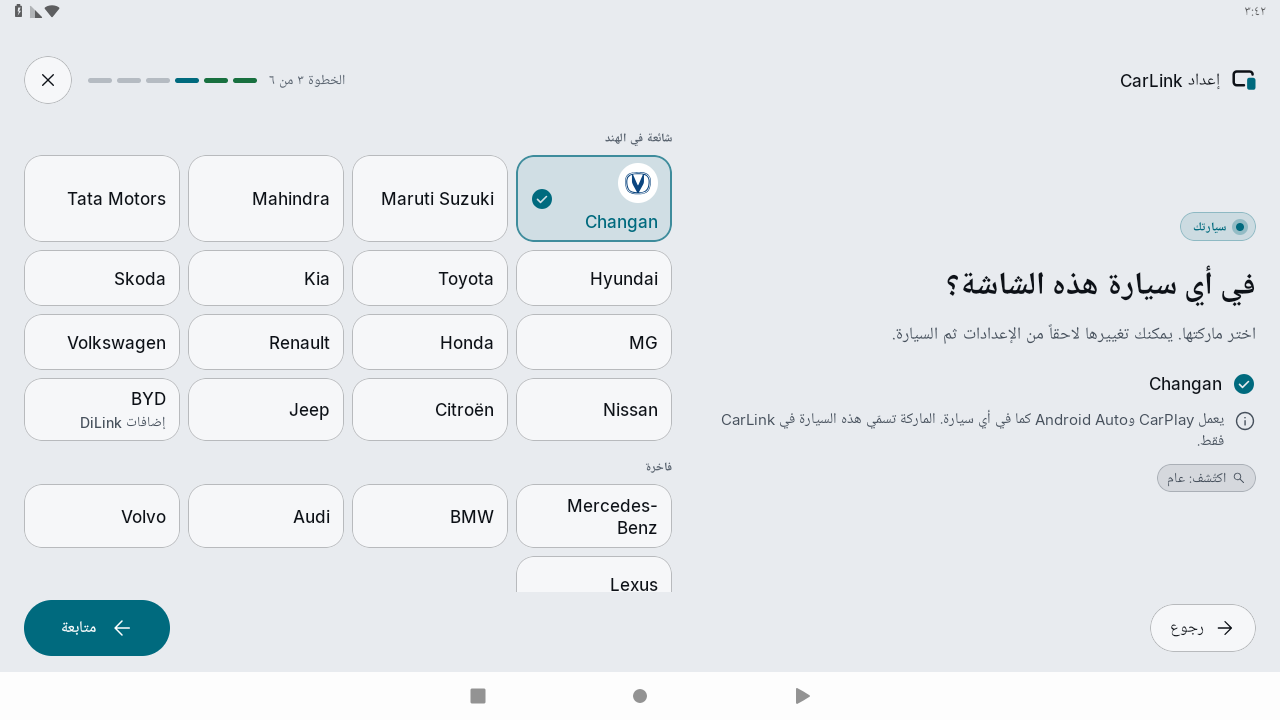 ٣:٤٢
إعداد CarLink
الخطوة ٣ من ٦
سيارتك
في أي سيارة هذه الشاشة؟
اختر ماركتها. يمكنك تغييرها لاحقاً من الإعدادات ثم السيارة.
Changan
يعمل CarPlay وAndroid Auto كما في أي سيارة. الماركة تسمّي هذه السيارة في CarLink
فقط.
اكتُشف: عام
شائعة في الهند
Changan
Maruti Suzuki
Mahindra
Tata Motors
Hyundai
Toyota
Kia
Skoda
MG
Honda
Renault
Volkswagen
Nissan
Citroën
Jeep
BYD
إضافات DiLink
فاخرة
Mercedes-
Benz
BMW
Audi
Volvo
Lexus
رجوع
متابعة